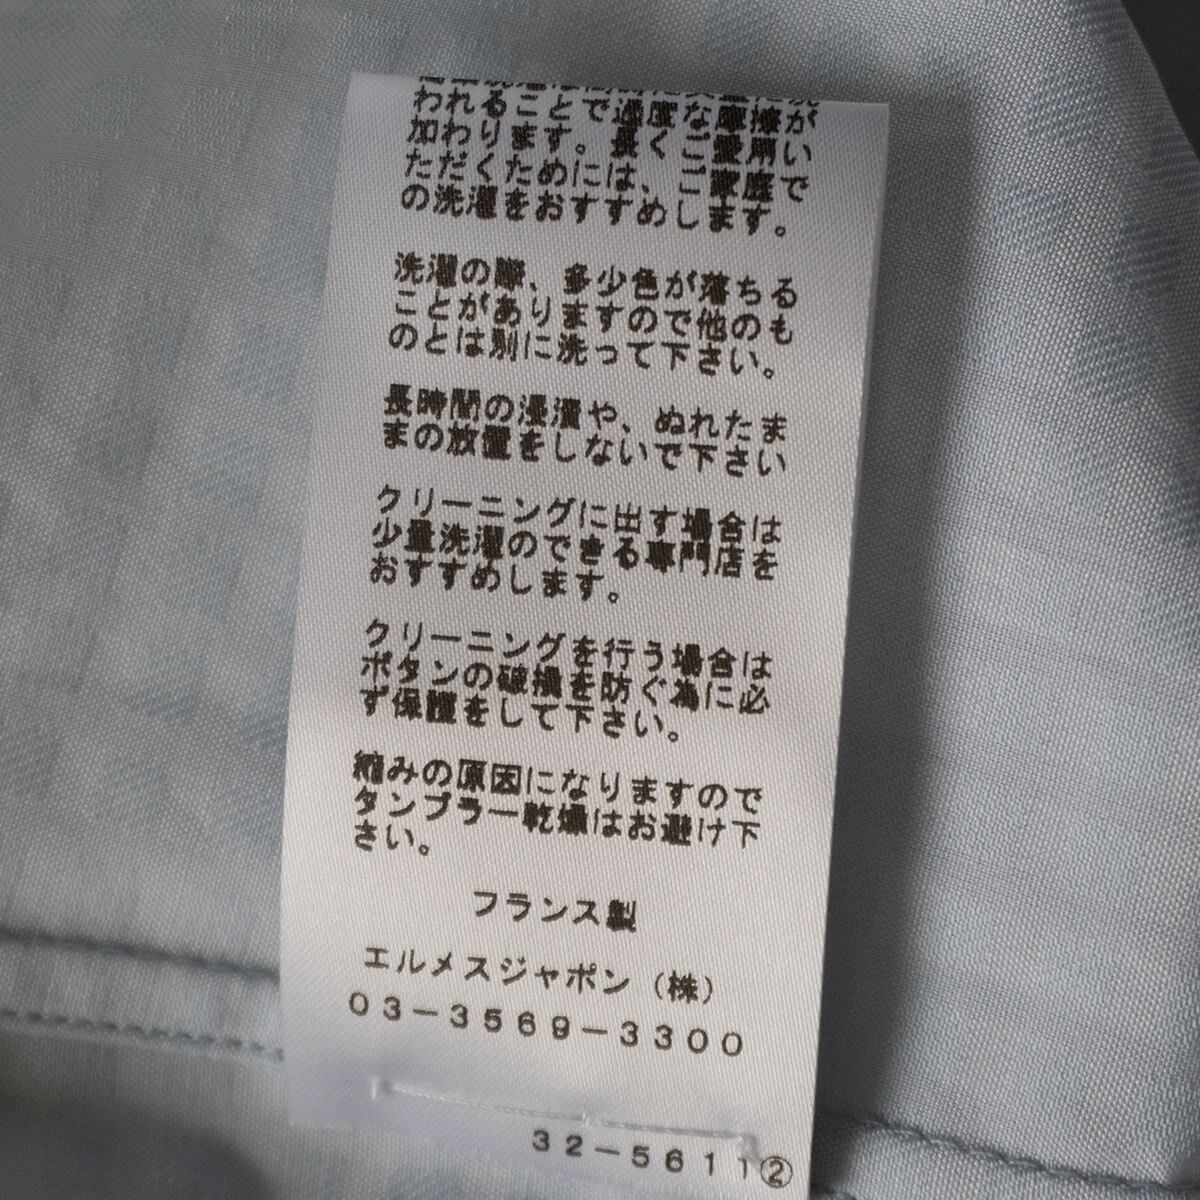 われることで過度な摩擦が
加わります。長くご愛用い
ただくためには、ご家庭で
の洗濯をおすすめします。
洗濯の際、多少色が落ちる
ことがありますので他のも
のとは別に洗って下さい。
長時間の浸漬や、ぬれたま
まの放置をしないで下さい
クリーニングに出す場合は
少量洗濯のできる専門店を
おすすめします。
クリーニングを行う場合は
ボタンの破損を防ぐ為に必
ず保護をして下さい。
縮みの原因になりますので
タンブラー乾燥はお避け下
さい。
フランス製
エルメスジャポン(株)
03-3569-3300
32-5611②